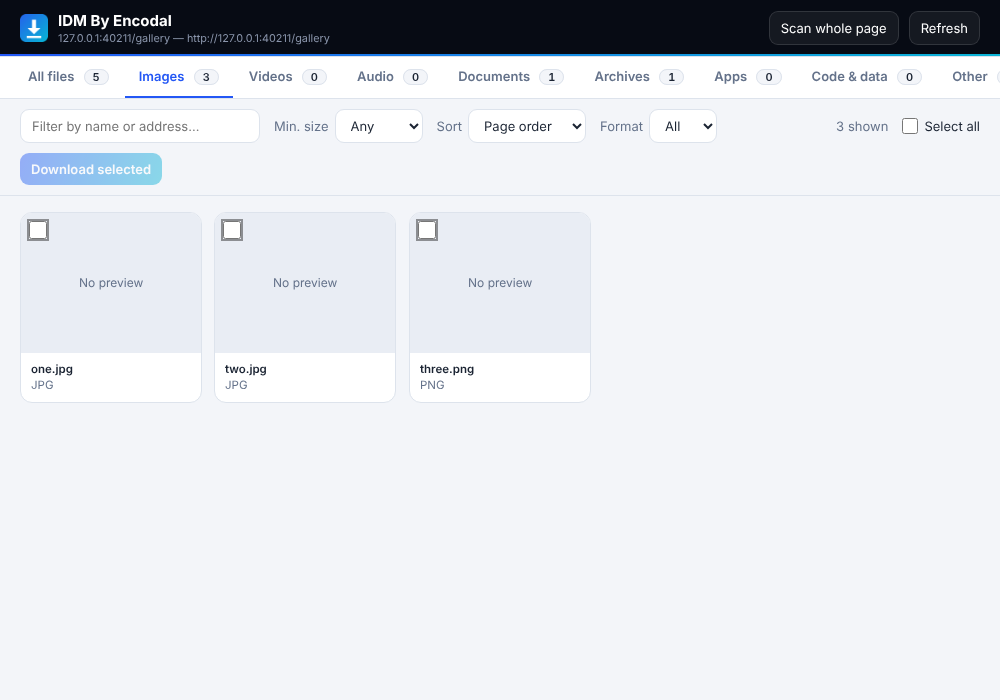 IDM By Encodal
127.0.0.1:40211/gallery — http://127.0.0.1:40211/gallery
Scan whole page
Refresh
All files 5
Images 3
Videos 0
Audio 0
Documents 1
Archives 1
Apps 0
Code & data 0
Other
Filter by name or address...
Min. size Any
Sort Page order
Format All
3 shown
Select all
Download selected
No preview
No preview
No preview
one.jpg
JPG
two.jpg
JPG
three.png
PNG